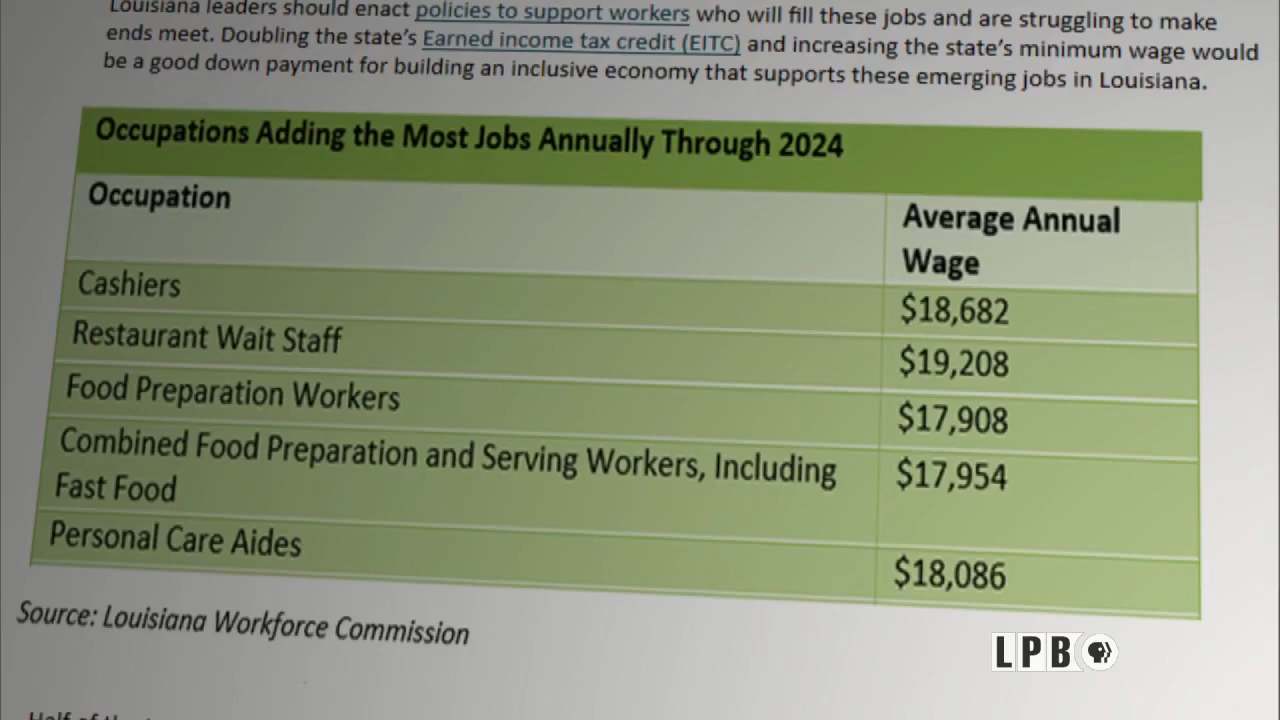 Louisiana leaders should enact policies to support workers who will fill these jobs and are struggling to make
ends meet. Doubling the state's Earned income tax credit (EITC) and increasing the state's minimum wage would
be a good down payment for building an inclusive economy that supports these emerging jobs in Louisiana.
Occupations Adding the Most Jobs Annually Through 2024
Occupation Average Annual
Wage
Cashiers $18,682
Restaurant Wait Staff $19,208
Food Preparation Workers $17,908
Combined Food Preparation and Serving Workers, Including $17,954
Fast Food
Personal Care Aides $18,086
Source: Louisiana Workforce Commission
LPB
Half of the